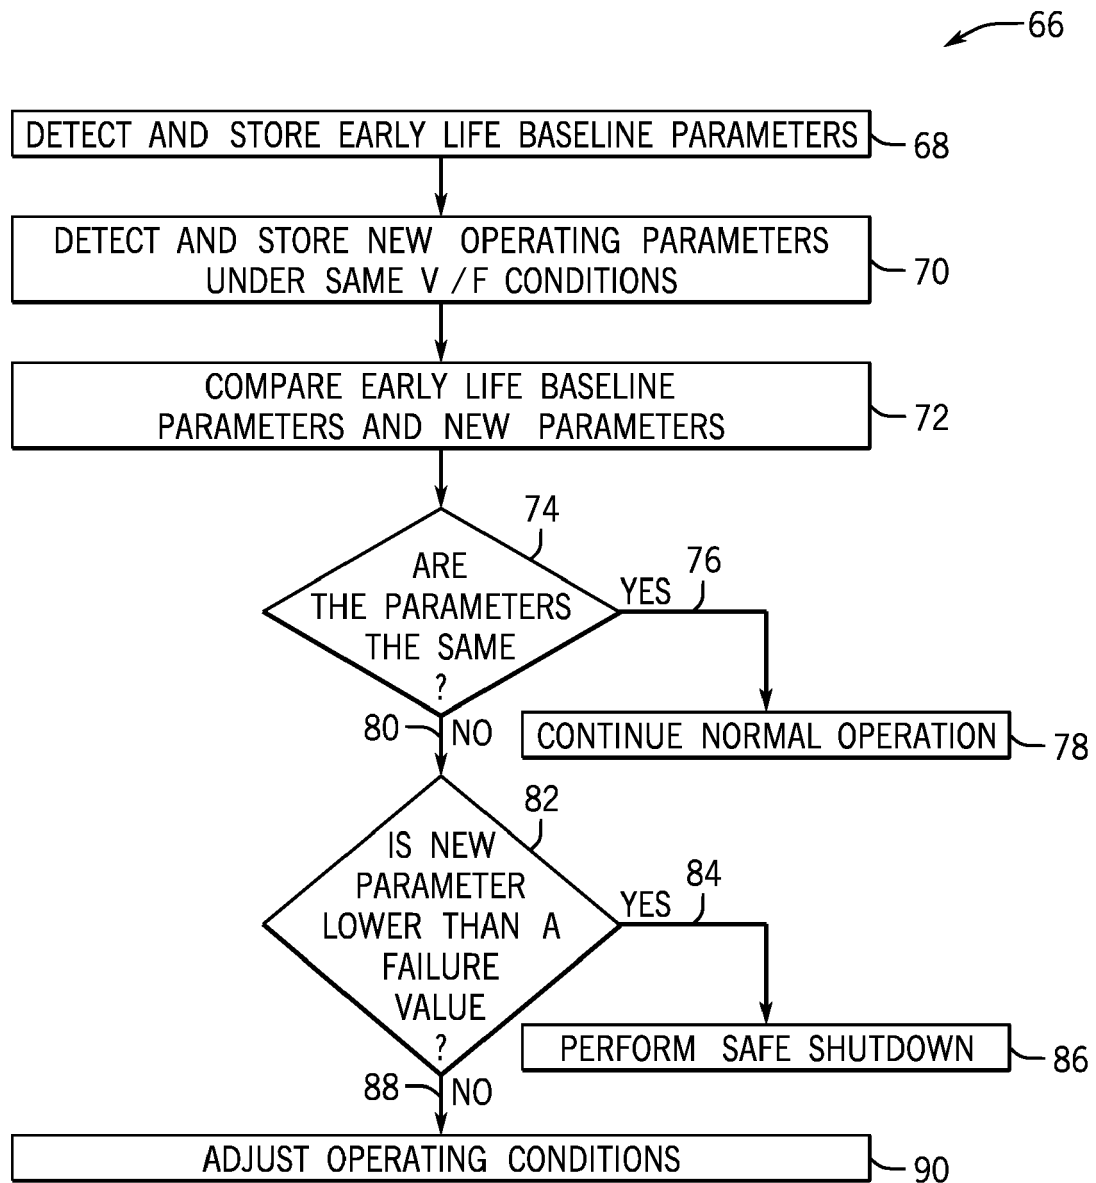 66
DETECT AND STORE EARLY LIFE BASELINE PARAMETERS
68
DETECT AND STORE NEW OPERATING PARAMETERS
UNDER SAME V/F CONDITIONS
70
COMPARE EARLY LIFE BASELINE
PARAMETERS AND NEW PARAMETERS
72
74
ARE
THE PARAMETERS
THE SAME
?
YES
76
80
NO
CONTINUE NORMAL OPERATION
78
82
IS NEW
PARAMETER
LOWER THAN A
FAILURE
VALUE
?
YES
84
PERFORM SAFE SHUTDOWN
86
88
NO
ADJUST OPERATING CONDITIONS
90